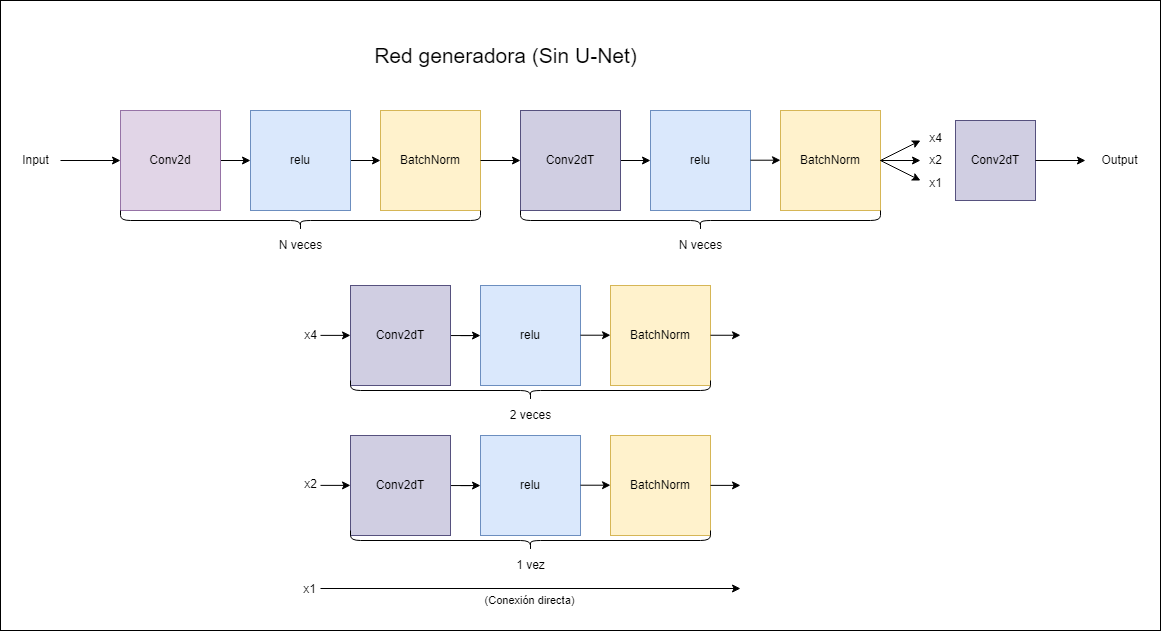 Red generadora (Sin U-Net)
Input
Conv2d
relu
BatchNorm
Conv2dT
relu
BatchNorm
x4
x2
x1
Conv2dT
Output
N veces
N veces
x4
Conv2dT
relu
BatchNorm
2 veces
x2
Conv2dT
relu
BatchNorm
1 vez
x1
(Conexión directa)